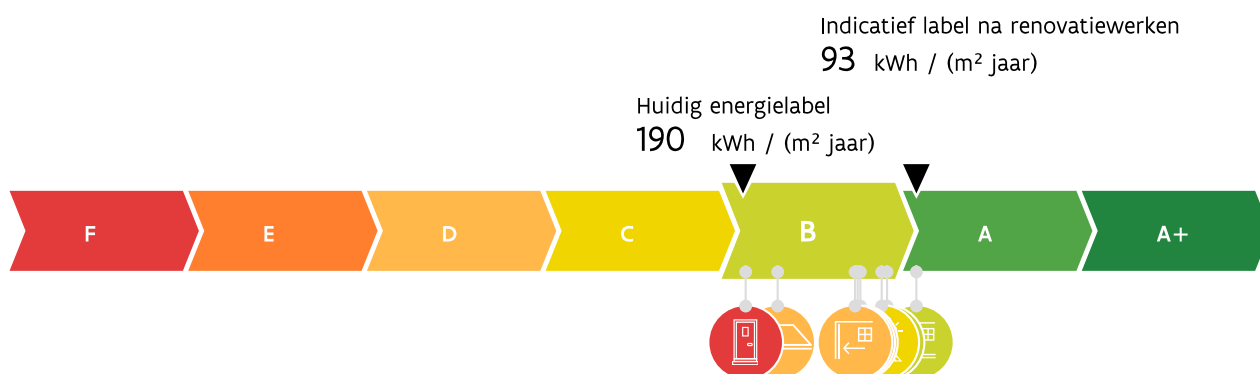 Indicatief label na renovatiewerken
93 kWh / (m² jaar)
Huidig energielabel
190 kWh / (m² jaar)
F E D C B A A+